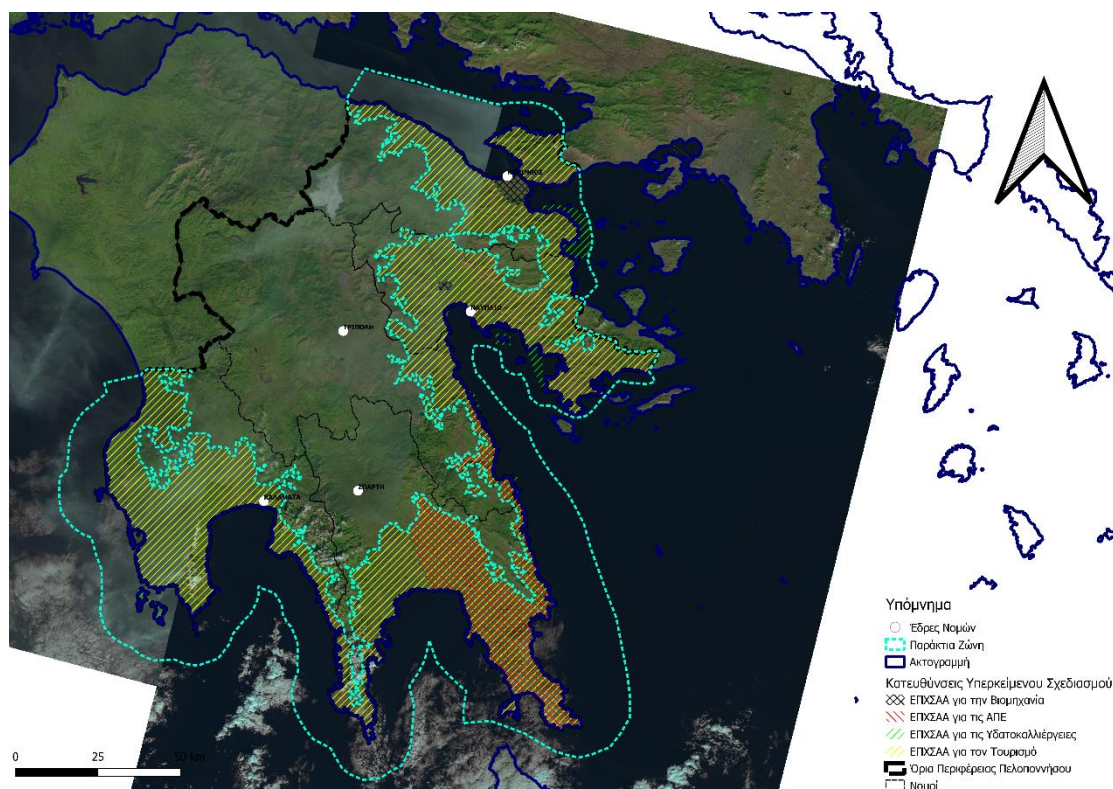 ΚΟΡΙΝΘΟΣ
ΝΑΥΠΛΙΟ
ΤΡΙΠΟΛΗ
ΚΑΛΑΜΑΤΑ
ΣΠΑΡΤΗ
Υπόμνημα
Έδρες Νομών
Παράκτια Ζώνη
Ακτογραμμή
Κατευθύνσεις Υπερκείμενου Σχεδιασμού
ΕΠΧΣΑΑ για την Βιομηχανία
ΕΠΧΣΑΑ για τις ΑΠΕ
ΕΠΧΣΑΑ για τις Υδατοκαλλιέργειες
ΕΠΧΣΑΑ για τον Τουρισμό
Όρια Περιφέρειας Πελοποννήσου
Νομοί
0 25 50 km